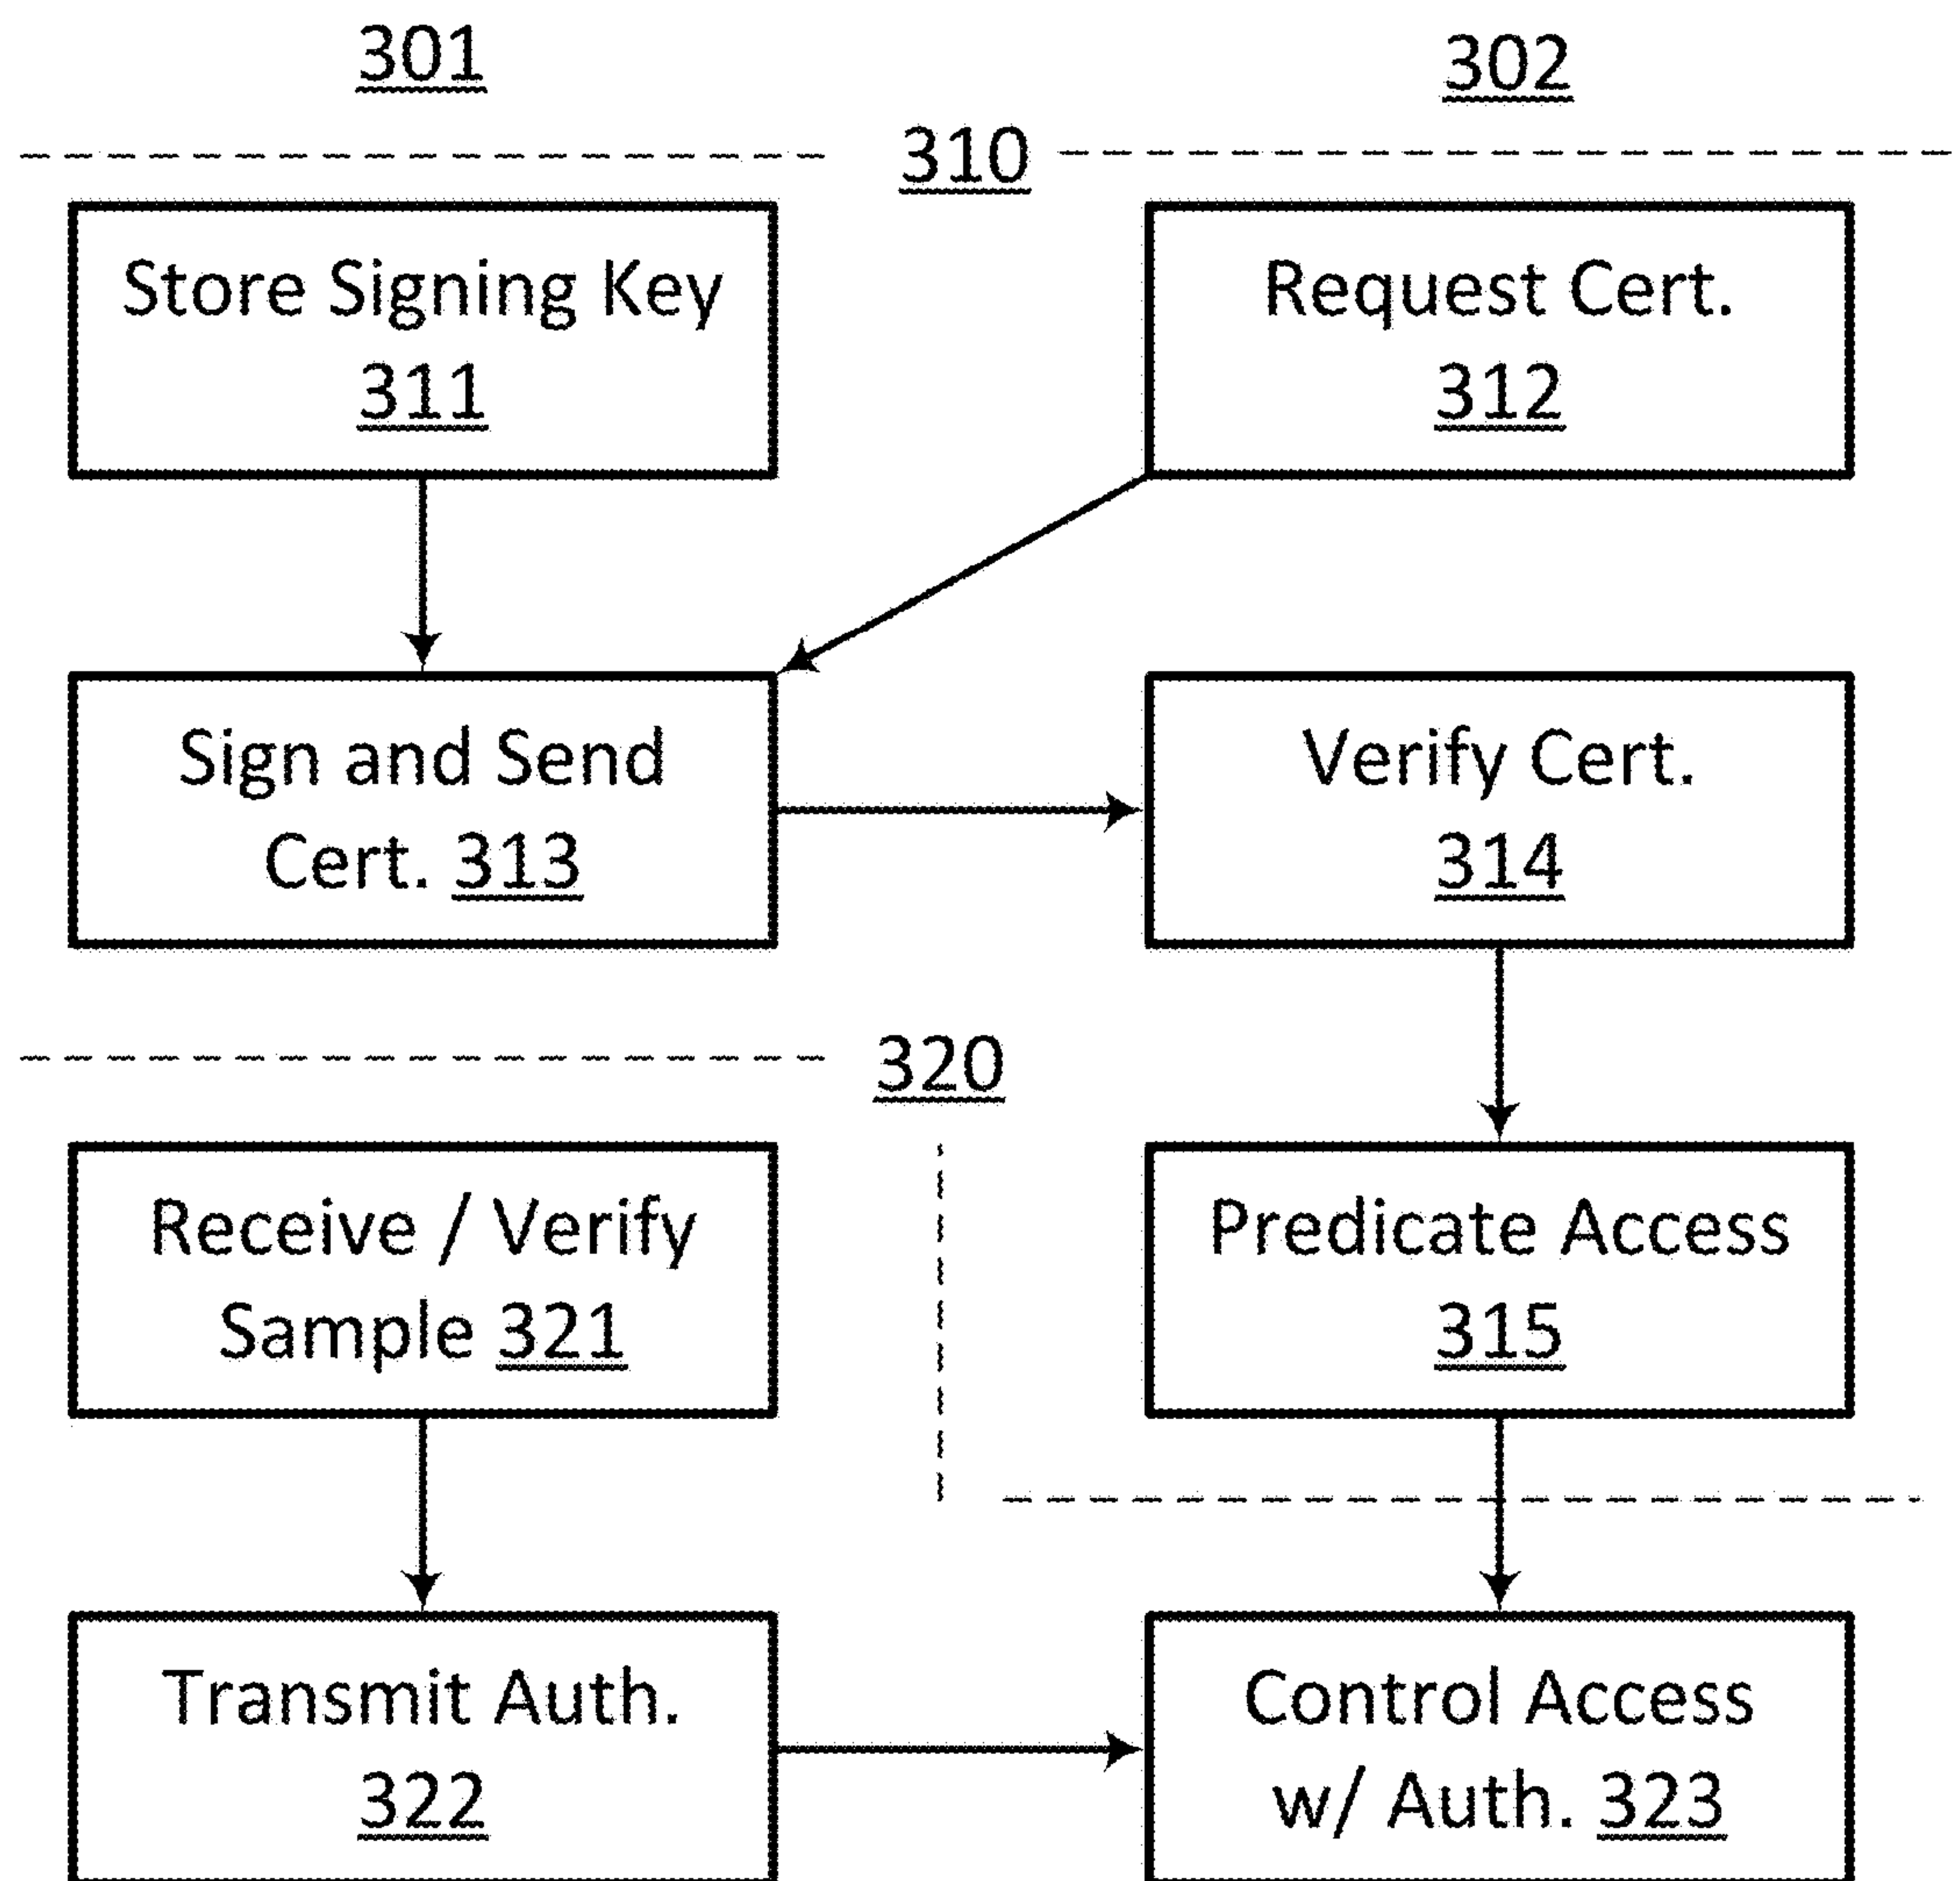 301
302
310
Store Signing Key
311
Request Cert.
312
Sign and Send
Cert. 313
Verify Cert.
314
320
Receive / Verify
Sample 321
Predicate Access
315
Transmit Auth.
322
Control Access
w/ Auth. 323